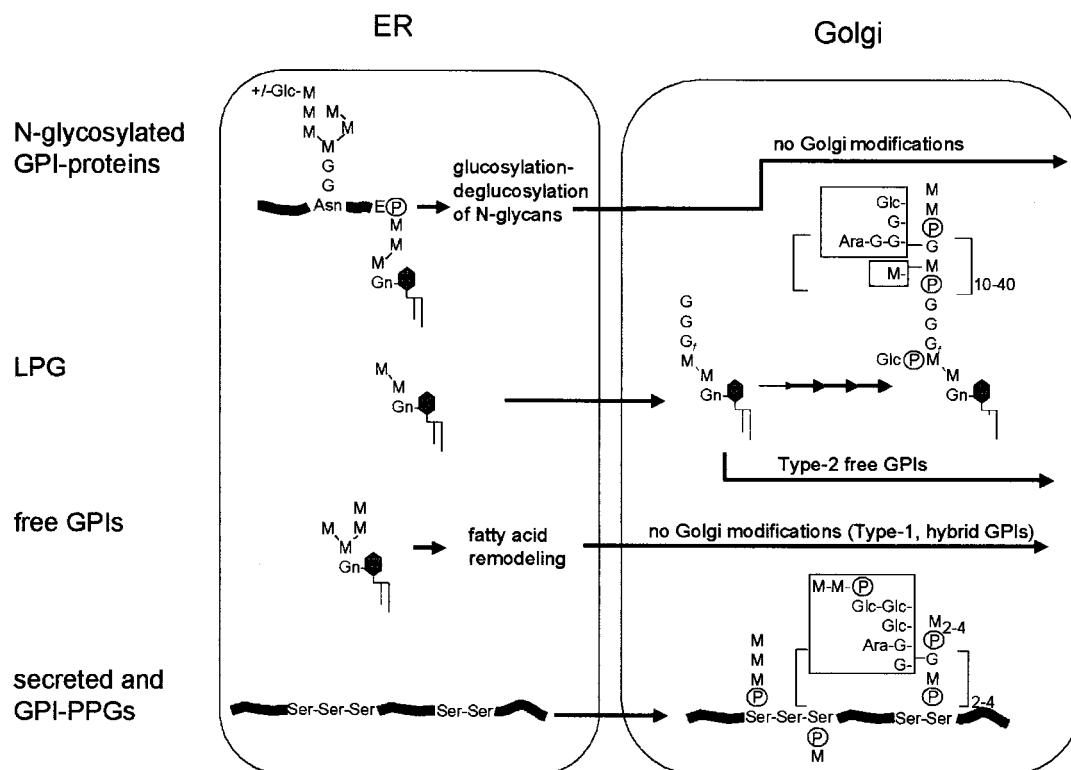 ER
Golgi
N-glycosylated
GPI-proteins
+/-Glc-M
M
M
M
M
M
M
G
G
Asn
E P
M
M
M
Gn
glucosylation-
deglucosylation
of N-glycans
no Golgi modifications
Glc-
G-
Ara-G-G-
M-
M
M
P
G
M
P
10-40
G
G
G
Glc P M
M
Gn
LPG
M
M
Gn
G
G
G
M
M
Gn
Type-2 free GPIs
free GPIs
M
M
M
M
Gn
fatty acid
remodeling
no Golgi modifications (Type-1, hybrid GPIs)
secreted and
GPI-PPGs
Ser-Ser-Ser
Ser-Ser
M-M-P
Glc-Glc-
Glc-
Ara-G-
G-
M 2-4
P
G
M
P 2-4
M
M
M
P
Ser-Ser-Ser
Ser-Ser
P
M